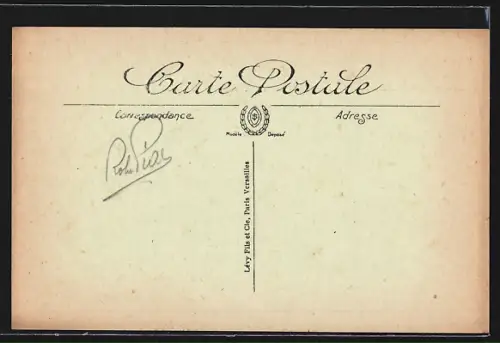 Carte Postale
Correspondance
Adresse
Modèle Déposé
Lévy Fils et Cie, Paris Versailles